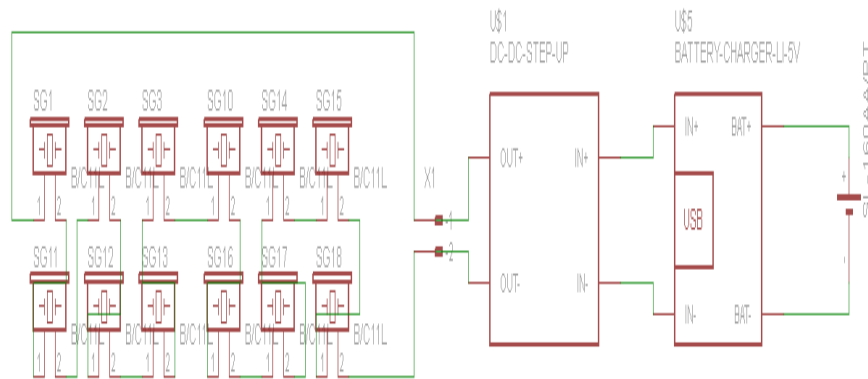 U$1
DC-DC-STEP-UP
U$5
BATTERY-CHARGER-LI-5V
SG1 SG2 SG3 SG10 SG14 SG15
B/C11L B/C11L B/C11L B/C11L B/C11L B/C11L
1 2 1 2 1 2 1 2 1 2 1 2
SG11 SG12 SG13 SG16 SG17 SG18
B/C11L B/C11L B/C11L B/C11L B/C11L B/C11L
1 2 1 2 1 2 1 2 1 2 1 2
X1
-1
-2
OUT+ IN+
OUT- IN-
IN+ BAT+
USB
IN- BAT-
+
-